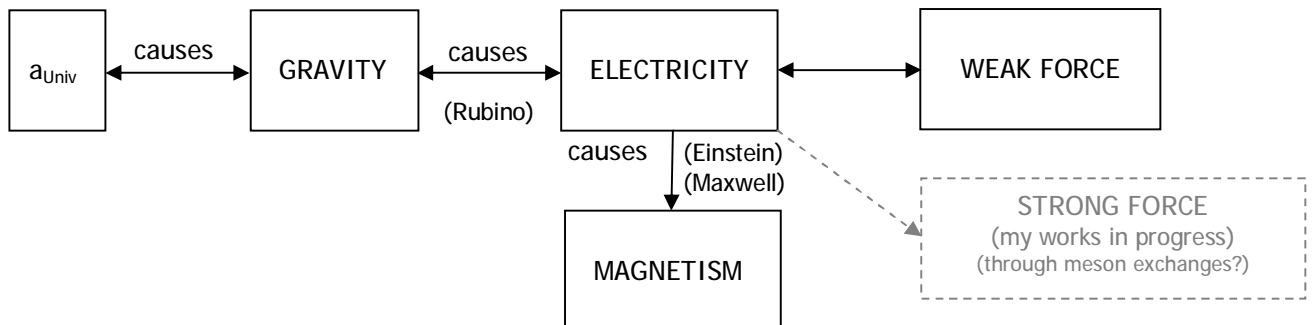 causes
causes
a_Univ
GRAVITY
ELECTRICITY
WEAK FORCE
(Rubino)
causes
(Einstein)
(Maxwell)
STRONG FORCE
(my works in progress)
(through meson exchanges?)
MAGNETISM